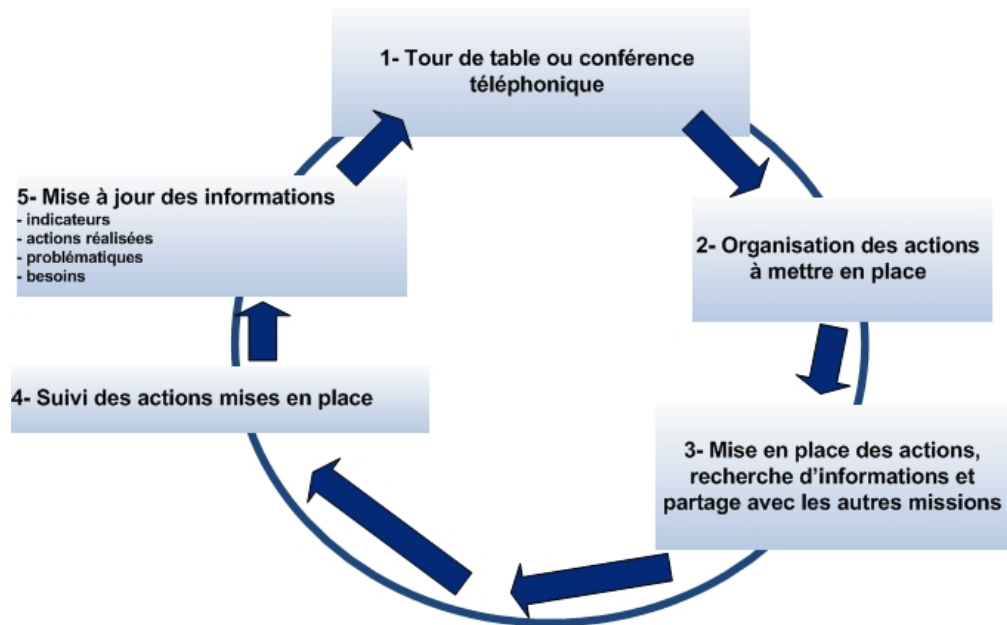 1- Tour de table ou conférence
téléphonique
2- Organisation des actions
à mettre en place
3- Mise en place des actions,
recherche d’informations et
partage avec les autres missions
4- Suivi des actions mises en place
5- Mise à jour des informations
- indicateurs
- actions réalisées
- problématiques
- besoins